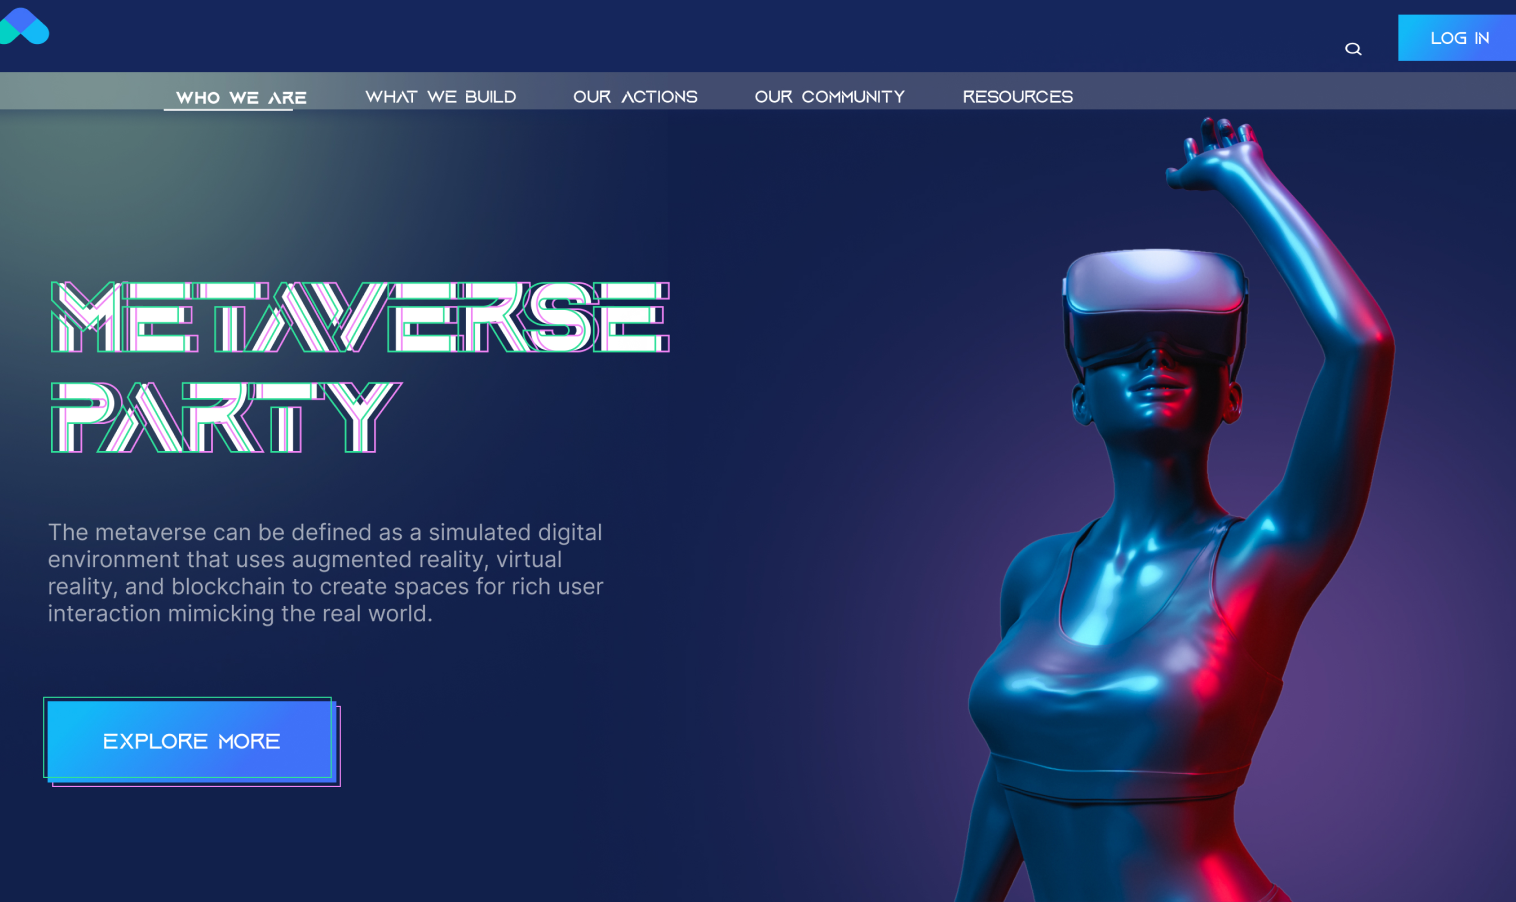 LOG IN
WHO WE ARE
WHAT WE BUILD
OUR ACTIONS
OUR COMMUNITY
RESOURCES
METAVERSE
PARTY
The metaverse can be defined as a simulated digital
environment that uses augmented reality, virtual
reality, and blockchain to create spaces for rich user
interaction mimicking the real world.
EXPLORE MORE